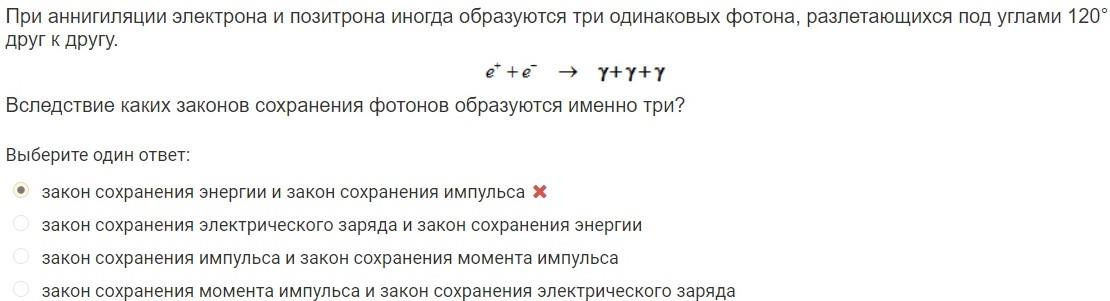 При аннигиляции электрона и позитрона иногда образуются три одинаковых фотона, разлетающихся под углами 120°
друг к другу.
e⁺ + e⁻ → γ+γ+γ
Вследствие каких законов сохранения фотонов образуются именно три?
Выберите один ответ:
закон сохранения энергии и закон сохранения импульса ✖
закон сохранения электрического заряда и закон сохранения энергии
закон сохранения импульса и закон сохранения момента импульса
закон сохранения момента импульса и закон сохранения электрического заряда